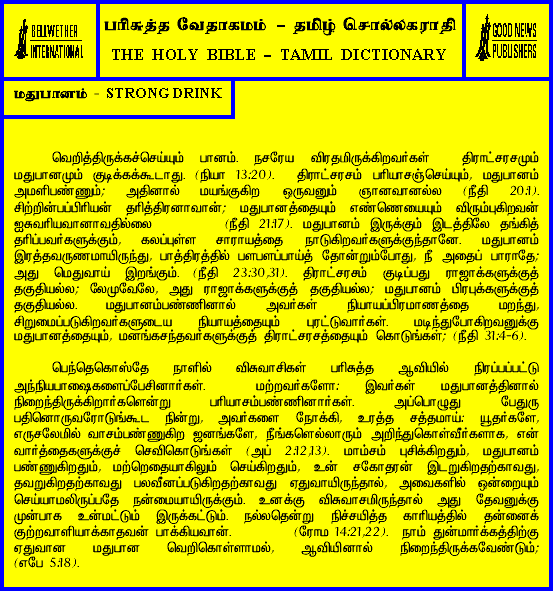 BELLWETHER
INTERNATIONAL
பரிசுத்த வேதாகமம் - தமிழ் சொல்லகராதி
THE HOLY BIBLE - TAMIL DICTIONARY
GOOD NEWS
PUBLISHERS
மதுபானம் - STRONG DRINK
வெறித்திருக்கச்செய்யும் பானம். நசரேய விரதமிருக்கிறவர்கள் திராட்சரசமும்
மதுபானமும் குடிக்கக்கூடாது. (நியா 13:20). திராட்சரசம் பரியாசஞ்செய்யும், மதுபானம்
அமளிபண்ணும்; அதினால் மயங்குகிற ஒருவனும் ஞானவானல்ல (நீதி 20:1).
சிற்றின்பப்பிரியன் தரித்திரனாவான்; மதுபானத்தையும் எண்ணெயையும் விரும்புகிறவன்
ஐசுவரியவானாவதில்லை (நீதி 21:17). மதுபானம் இருக்கும் இடத்திலே தங்கித்
தரிப்பவர்களுக்கும், கலப்புள்ள சாராயத்தை நாடுகிறவர்களுக்குந்தானே. மதுபானம்
இரத்தவருணமாயிருந்து, பாத்திரத்தில் பளபளப்பாய்த் தோன்றும்போது, நீ அதைப் பாராதே;
அது மெதுவாய் இறங்கும். (நீதி 23:30,31). திராட்சரசம் குடிப்பது ராஜாக்களுக்குத்
தகுதியல்ல; லேமுவேலே, அது ராஜாக்களுக்குத் தகுதியல்ல; மதுபானம் பிரபுக்களுக்குத்
தகுதியல்ல. மதுபானம்பண்ணினால் அவர்கள் நியாயப்பிரமாணத்தை மறந்து,
சிறுமைப்படுகிறவர்களுடைய நியாயத்தையும் புரட்டுவார்கள். மடிந்துபோகிறவனுக்கு
மதுபானத்தையும், மனங்கசந்தவர்களுக்குத் திராட்சரசத்தையும் கொடுங்கள்; (நீதி 31:4-6).
பெந்தெகொஸ்தே நாளில் விசுவாசிகள் பரிசுத்த ஆவியில் நிரப்பப்பட்டு
அந்நியபாஷைகளைப்பேசினார்கள். மற்றவர்களோ: இவர்கள் மதுபானத்தினால்
நிறைந்திருக்கிறார்களென்று பரியாசம்பண்ணினார்கள். அப்பொழுது பேதுரு
பதினொருவரோடுங்கூட நின்று, அவர்களை நோக்கி, உரத்த சத்தமாய்: யூதர்களே,
எருசலேமில் வாசம்பண்ணுகிற ஜனங்களே, நீங்களெல்லாரும் அறிந்துகொள்வீர்களாக, என்
வார்த்தைகளுக்குச் செவிகொடுங்கள் (அப் 2:12,13). மாம்சம் புசிக்கிறதும், மதுபானம்
பண்ணுகிறதும், மற்றெதையாகிலும் செய்கிறதும், உன் சகோதரன் இடறுகிறதற்காவது,
தவறுகிறதற்காவது பலவீனப்படுகிறதற்காவது ஏதுவாயிருந்தால், அவைகளில் ஒன்றையும்
செய்யாமலிருப்பதே நன்மையாயிருக்கும். உனக்கு விசுவாசமிருந்தால் அது தேவனுக்கு
முன்பாக உன்மட்டும் இருக்கட்டும். நல்லதென்று நிச்சயித்த காரியத்தில் தன்னைக்
குற்றவாளியாக்காதவன் பாக்கியவான். (ரோம 14:21,22). நாம் துன்மார்க்கத்திற்கு
ஏதுவான மதுபான வெறிகொள்ளாமல், ஆவியினால் நிறைந்திருக்கவேண்டும்;
(எபே 5:18).